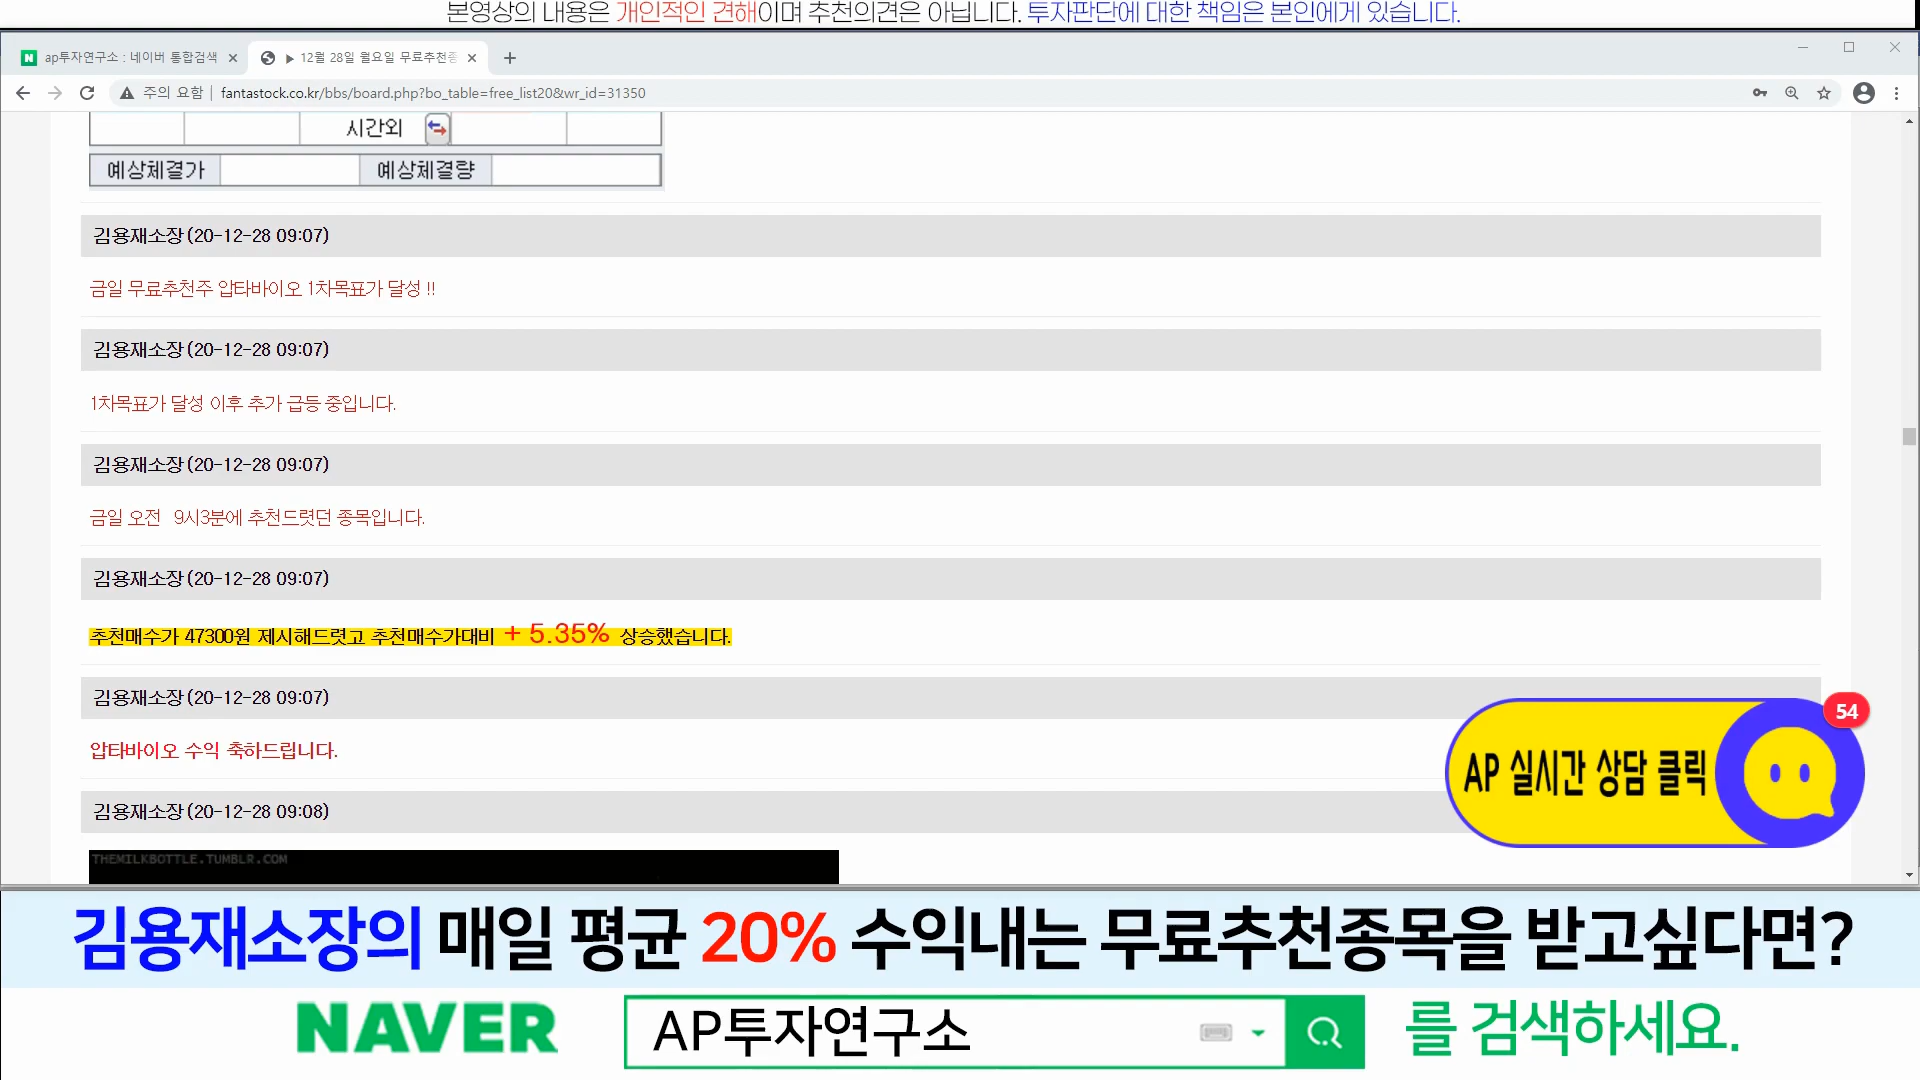 본영상의 내용은 개인적인 견해이며 추천의견은 아닙니다. 투자판단에 대한 책임은 본인에게 있습니다.
ap투자연구소 : 네이버 통합검색
▶ 12월 28일 월요일 무료추천종
주의 요함 | fantastock.co.kr/bbs/board.php?bo_table=free_list20&wr_id=31350
시간외
예상체결가 예상체결량
김용재소장 (20-12-28 09:07)
금일 무료추천주 압타바이오 1차목표가 달성 !!
김용재소장 (20-12-28 09:07)
1차목표가 달성 이후 추가 급등 중입니다.
김용재소장 (20-12-28 09:07)
금일 오전 9시3분에 추천드렷던 종목입니다.
김용재소장 (20-12-28 09:07)
추천매수가 47300원 제시해드렷고 추천매수가대비 + 5.35% 상승했습니다.
김용재소장 (20-12-28 09:07)
압타바이오 수익 축하드립니다.
54
AP 실시간 상담 클릭
김용재소장 (20-12-28 09:08)
THEMILKBOTTLE.TUMBLR.COM
김용재소장의 매일 평균 20% 수익내는 무료추천종목을 받고싶다면?
NAVER AP투자연구소 를 검색하세요.